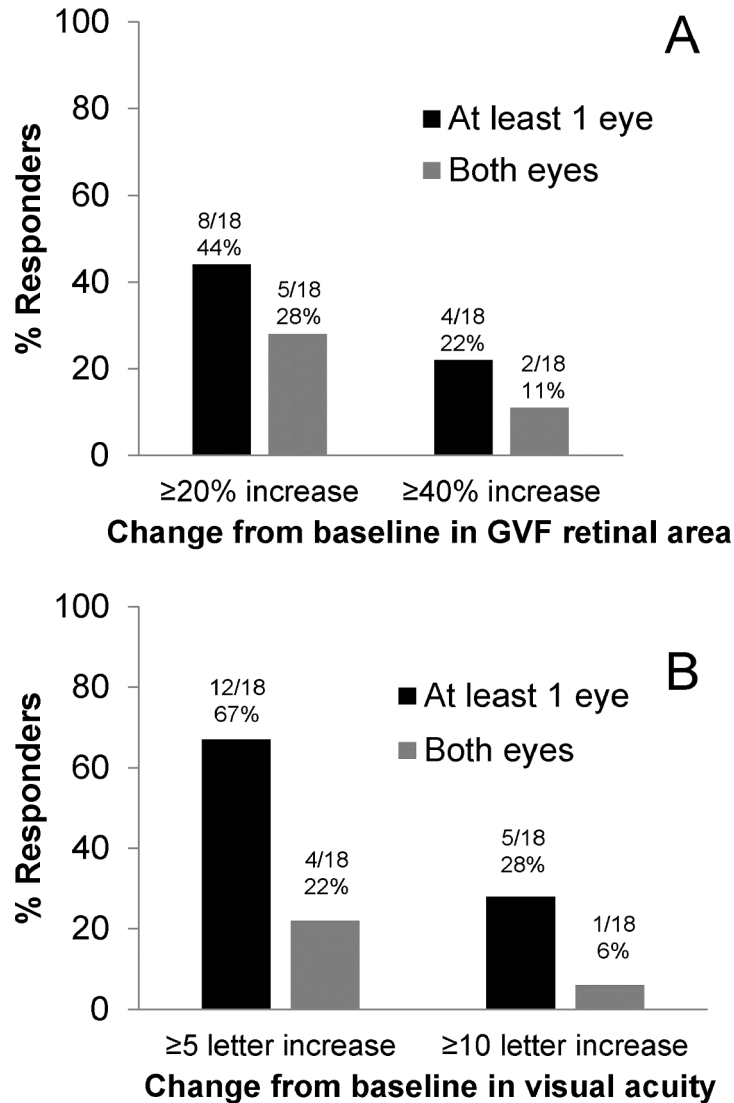 A
100
80
60
40
20
0
% Responders
At least 1 eye
Both eyes
8/18
44%
5/18
28%
4/18
22%
2/18
11%
≥20% increase
≥40% increase
Change from baseline in GVF retinal area
B
100
80
60
40
20
0
% Responders
At least 1 eye
Both eyes
12/18
67%
4/18
22%
5/18
28%
1/18
6%
≥5 letter increase
≥10 letter increase
Change from baseline in visual acuity